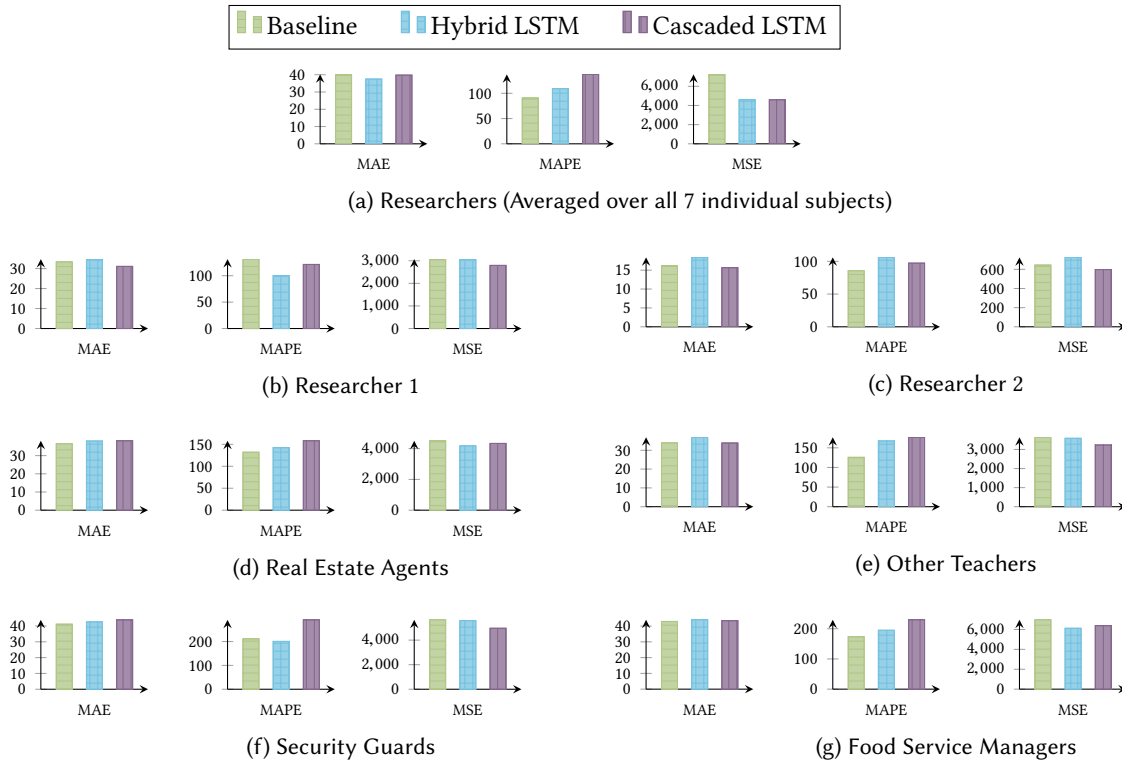 Baseline Hybrid LSTM Cascaded LSTM
40 30 20 10 0 MAE
100 50 0 MAPE
6,000 4,000 2,000 0 MSE
(a) Researchers (Averaged over all 7 individual subjects)
30 20 10 0 MAE
100 50 0 MAPE
3,000 2,000 1,000 0 MSE
(b) Researcher 1
15 10 5 0 MAE
100 50 0 MAPE
600 400 200 0 MSE
(c) Researcher 2
30 20 10 0 MAE
150 100 50 0 MAPE
4,000 2,000 0 MSE
(d) Real Estate Agents
30 20 10 0 MAE
150 100 50 0 MAPE
3,000 2,000 1,000 0 MSE
(e) Other Teachers
40 30 20 10 0 MAE
200 100 0 MAPE
4,000 2,000 0 MSE
(f) Security Guards
40 30 20 10 0 MAE
200 100 0 MAPE
6,000 4,000 2,000 0 MSE
(g) Food Service Managers